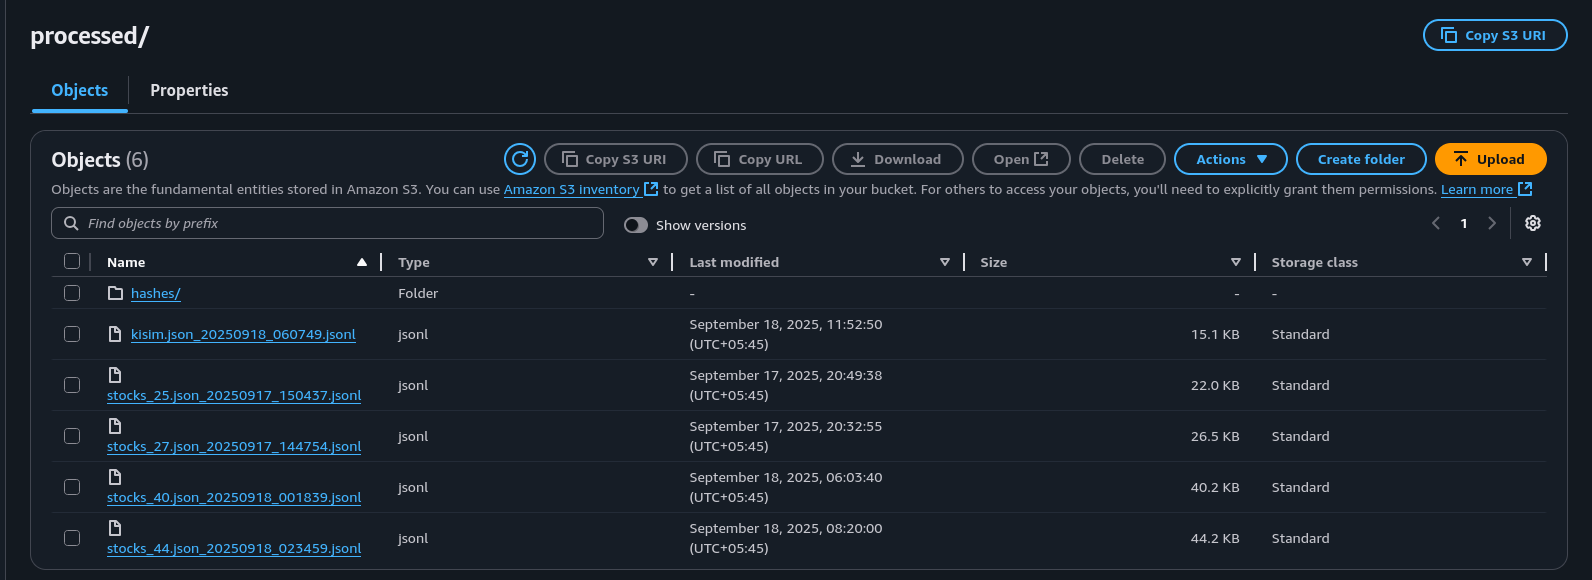 processed/
Copy S3 URI
Objects
Properties
Objects (6)
Copy S3 URI
Copy URL
Download
Open
Delete
Actions
Create folder
Upload
Objects are the fundamental entities stored in Amazon S3. You can use Amazon S3 inventory to get a list of all objects in your bucket. For others to access your objects, you'll need to explicitly grant them permissions. Learn more
Find objects by prefix
Show versions
1
Name Type Last modified Size Storage class
hashes/ Folder - - -
kisim.json_20250918_060749.jsonl jsonl September 18, 2025, 11:52:50 (UTC+05:45) 15.1 KB Standard
stocks_25.json_20250917_150437.jsonl jsonl September 17, 2025, 20:49:38 (UTC+05:45) 22.0 KB Standard
stocks_27.json_20250917_144754.jsonl jsonl September 17, 2025, 20:32:55 (UTC+05:45) 26.5 KB Standard
stocks_40.json_20250918_001839.jsonl jsonl September 18, 2025, 06:03:40 (UTC+05:45) 40.2 KB Standard
stocks_44.json_20250918_023459.jsonl jsonl September 18, 2025, 08:20:00 (UTC+05:45) 44.2 KB Standard